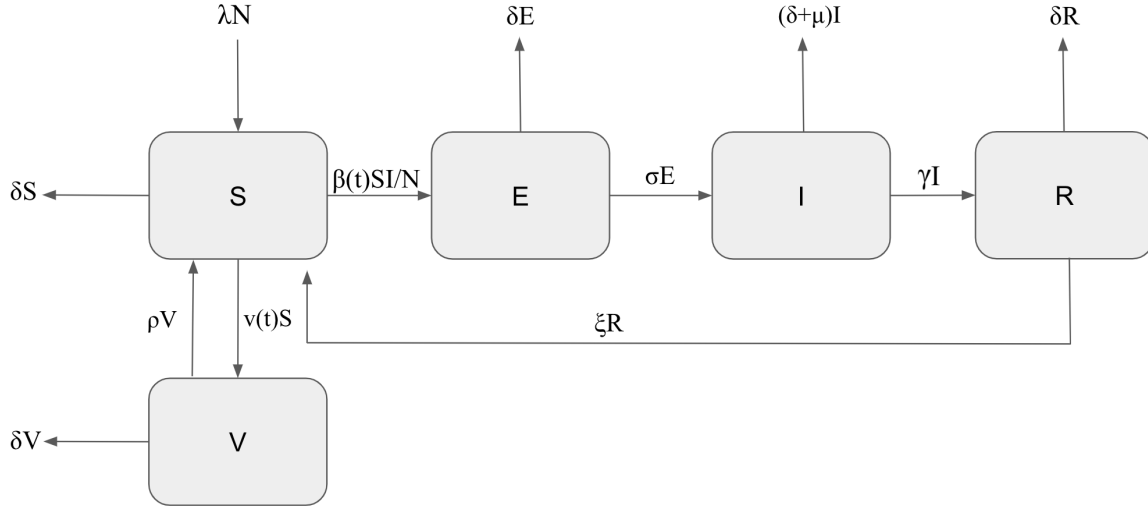 λN
δE
(δ+μ)I
δR
δS
S
β(t)SI/N
E
σE
I
γI
R
ρV
v(t)S
ξR
δV
V